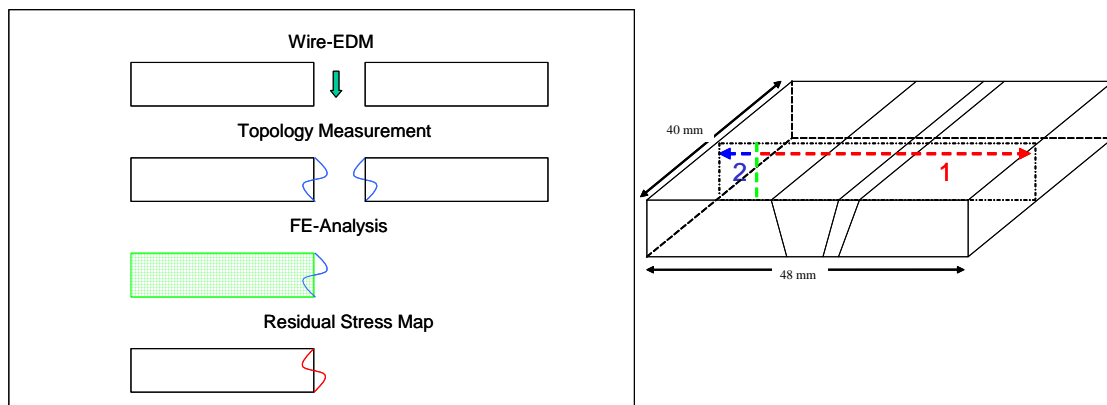 Wire-EDM
Topology Measurement
FE-Analysis
Residual Stress Map
40 mm
2
1
48 mm